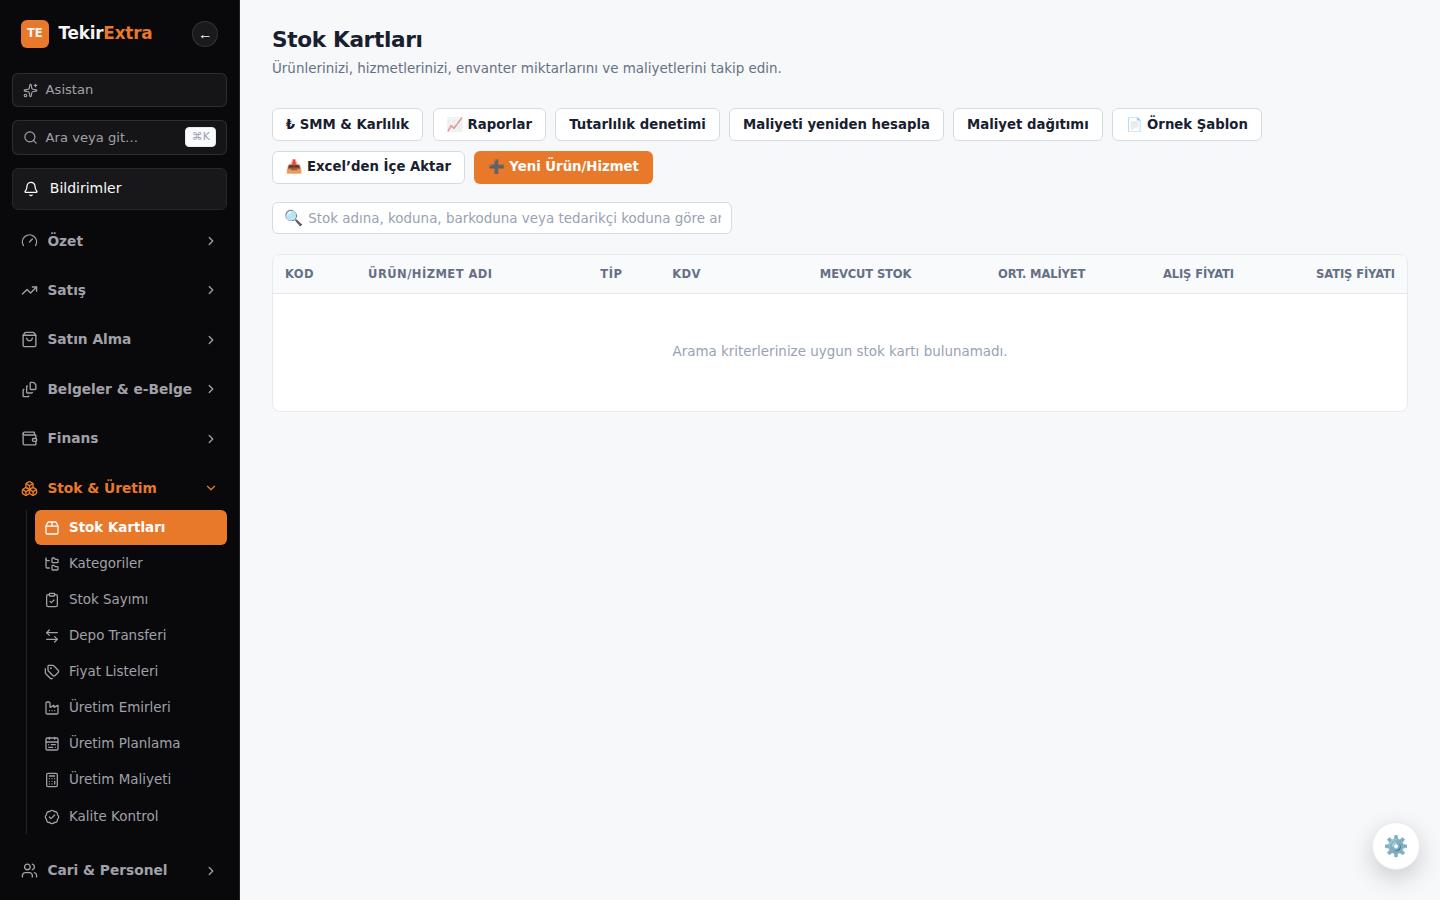 TE TekirExtra ←
Asistan
Ara veya git... ⌘K
Bildirimler
Özet
Satış
Satın Alma
Belgeler & e-Belge
Finans
Stok & Üretim
Stok Kartları
Kategoriler
Stok Sayımı
Depo Transferi
Fiyat Listeleri
Üretim Emirleri
Üretim Planlama
Üretim Maliyeti
Kalite Kontrol
Cari & Personel
Stok Kartları
Ürünlerinizi, hizmetlerinizi, envanter miktarlarını ve maliyetlerini takip edin.
₺ SMM & Karlılık 📈 Raporlar Tutarlılık denetimi Maliyeti yeniden hesapla Maliyet dağıtımı 📄 Örnek Şablon
📥 Excel’den İçe Aktar ➕ Yeni Ürün/Hizmet
🔍 Stok adına, koduna, barkoduna veya tedarikçi koduna göre ar
KOD ÜRÜN/HİZMET ADI TİP KDV MEVCUT STOK ORT. MALİYET ALIŞ FİYATI SATIŞ FİYATI
Arama kriterlerinize uygun stok kartı bulunamadı.